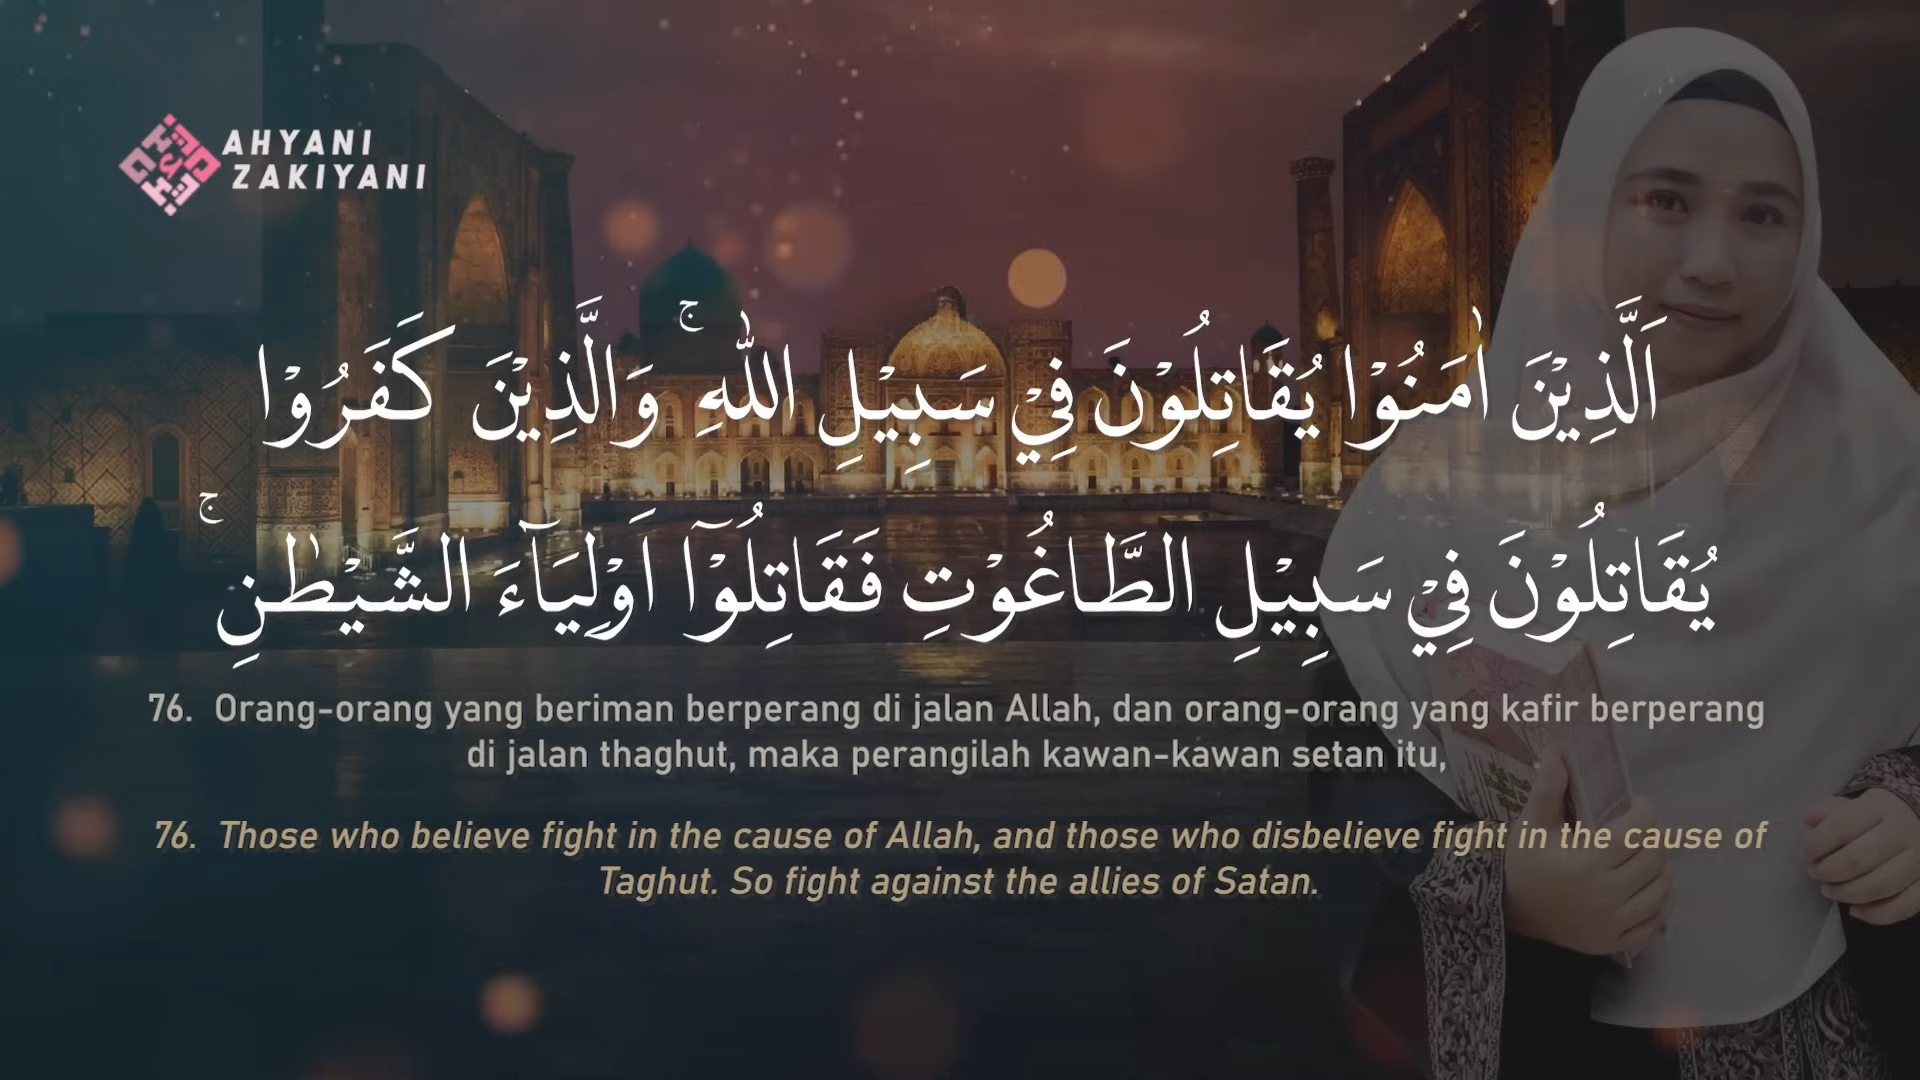 AHYANI
ZAKIYANI
اَلَّذِيْنَ اٰمَنُوْا يُقَاتِلُوْنَ فِيْ سَبِيْلِ اللّٰهِ ۚ وَالَّذِيْنَ كَفَرُوْا
يُقَاتِلُوْنَ فِيْ سَبِيْلِ الطَّاغُوْتِ فَقَاتِلُوْٓا اَوْلِيَاۤءَ الشَّيْطٰنِ ۚ
76. Orang-orang yang beriman berperang di jalan Allah, dan orang-orang yang kafir berperang
di jalan thaghut, maka perangilah kawan-kawan setan itu,
76. Those who believe fight in the cause of Allah, and those who disbelieve fight in the cause of
Taghut. So fight against the allies of Satan.